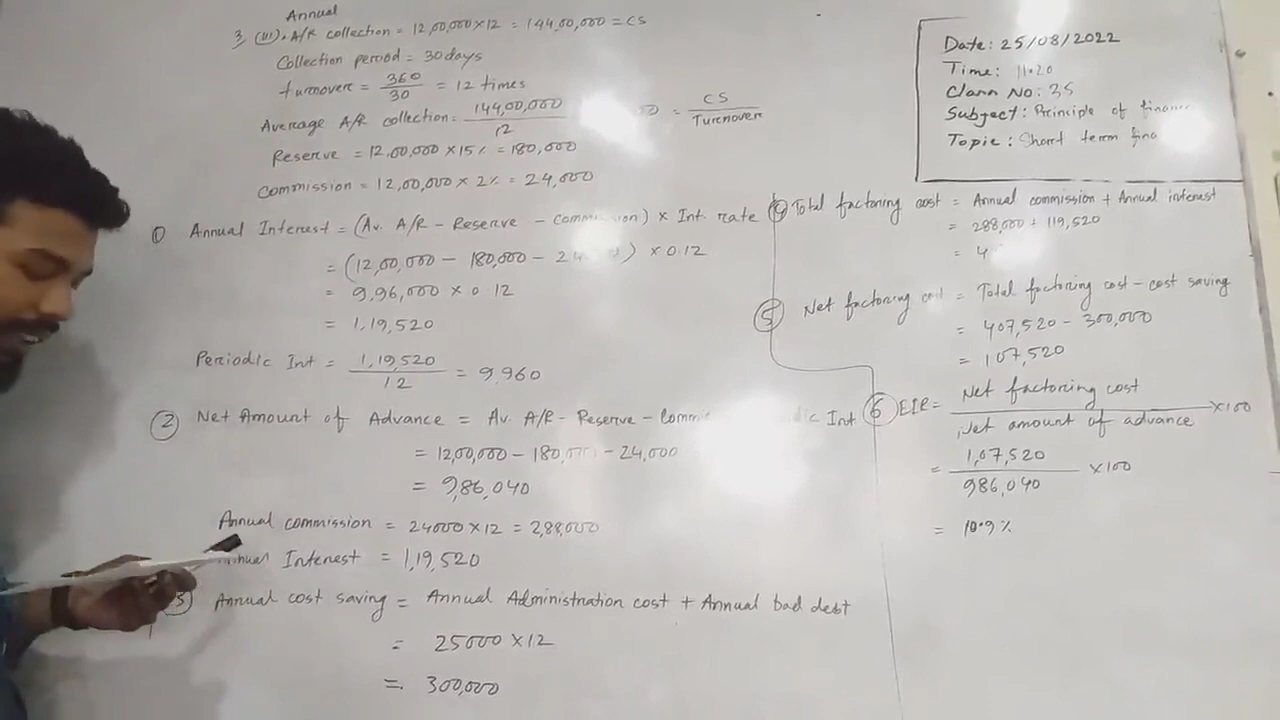 Annual
3. (iii). A/R collection = 12,00,000 × 12 = 144,00,000 = CS
Collection period = 30 days
turnover = 360/30 = 12 times
Average A/R collection = 144,00,000/12 = CS/Turnover
Reserve = 12,00,000 × 15% = 180,000
Commission = 12,00,000 × 2% = 24,000
① Annual Interest = (Av. A/R - Reserve - Commission) × Int. rate
= (12,00,000 - 180,000 - 24 ) × 0.12
= 9,96,000 × 0.12
= 1,19,520
Periodic Int = 1,19,520/12 = 9.960
② Net Amount of Advance = Av. A/R - Reserve - Comm Int
= 12,00,000 - 180,000 - 24,000
= 9,86,040
Annual commission = 24000 × 12 = 2,88,000
Annual Interest = 1,19,520
③ Annual cost saving = Annual Administration cost + Annual bad debt
= 25000 × 12
= 300,000
Date: 25/08/2022
Time: 11.20
Class No: 35
Subject: Principle of finance
Topic: Short term fina
④ Total factoring cost = Annual commission + Annual interest
= 288,000 + 119,520
= 4
⑤ Net factoring cost = Total factoring cost - cost saving
= 407,520 - 300,000
= 107,520
⑥ EIR = Net factoring cost/Net amount of advance × 100
= 1,07,520/986,040 × 100
= 10.9%